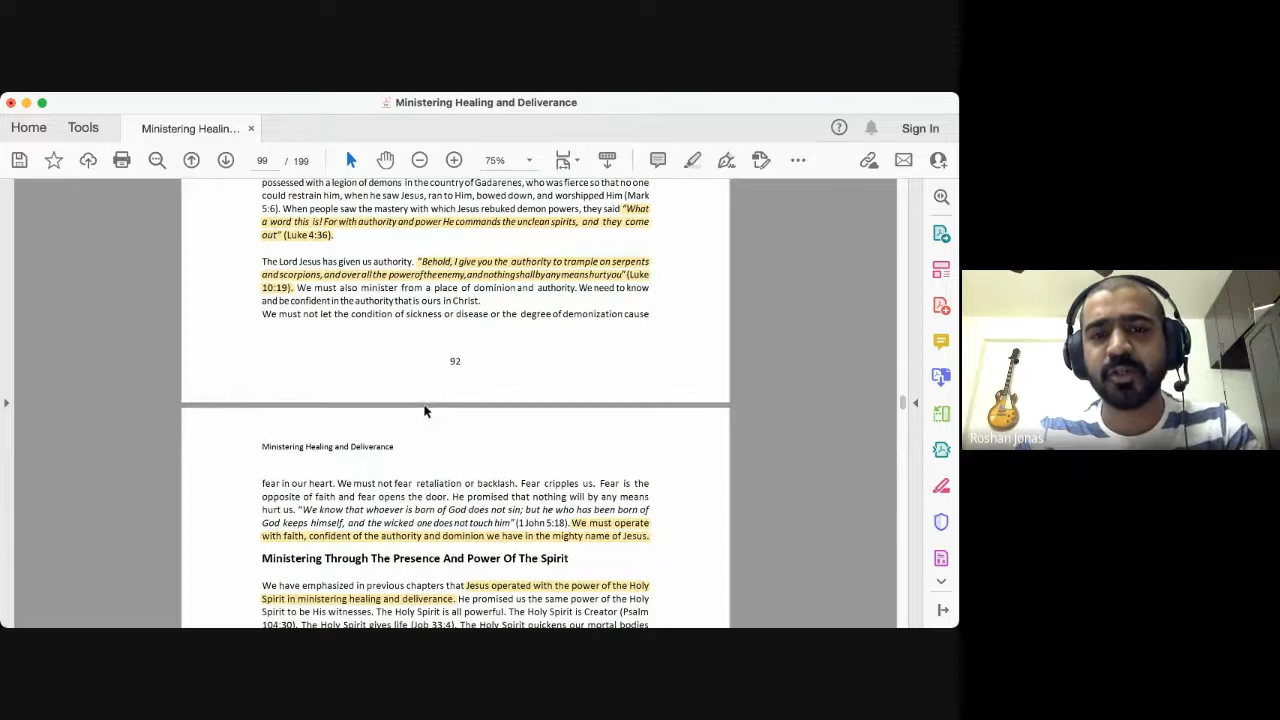 Ministering Healing and Deliverance
Home
Tools
Ministering Healin...
Sign In
99 / 199
75%
possessed with a legion of demons in the country of Gadarenes, who was fierce so that no one
could restrain him, when he saw Jesus, ran to Him, bowed down, and worshipped Him (Mark
5:6). When people saw the mastery with which Jesus rebuked demon powers, they said "What
a word this is! For with authority and power He commands the unclean spirits, and they come
out" (Luke 4:36).
The Lord Jesus has given us authority. "Behold, I give you the authority to trample on serpents
and scorpions, and over all the power of the enemy, and nothing shall by any means hurt you" (Luke
10:19). We must also minister from a place of dominion and authority. We need to know
and be confident in the authority that is ours in Christ.
We must not let the condition of sickness or disease or the degree of demonization cause
92
Ministering Healing and Deliverance
fear in our heart. We must not fear retaliation or backlash. Fear cripples us. Fear is the
opposite of faith and fear opens the door. He promised that nothing will by any means
hurt us. "We know that whoever is born of God does not sin; but he who has been born of
God keeps himself, and the wicked one does not touch him" (1 John 5:18). We must operate
with faith, confident of the authority and dominion we have in the mighty name of Jesus.
Ministering Through The Presence And Power Of The Spirit
We have emphasized in previous chapters that Jesus operated with the power of the Holy
Spirit in ministering healing and deliverance. He promised us the same power of the Holy
Spirit to be His witnesses. The Holy Spirit is all powerful. The Holy Spirit is Creator (Psalm
104:30). The Holy Spirit gives life (Job 33:4). The Holy Spirit quickens our mortal bodies
Roshan Jonas